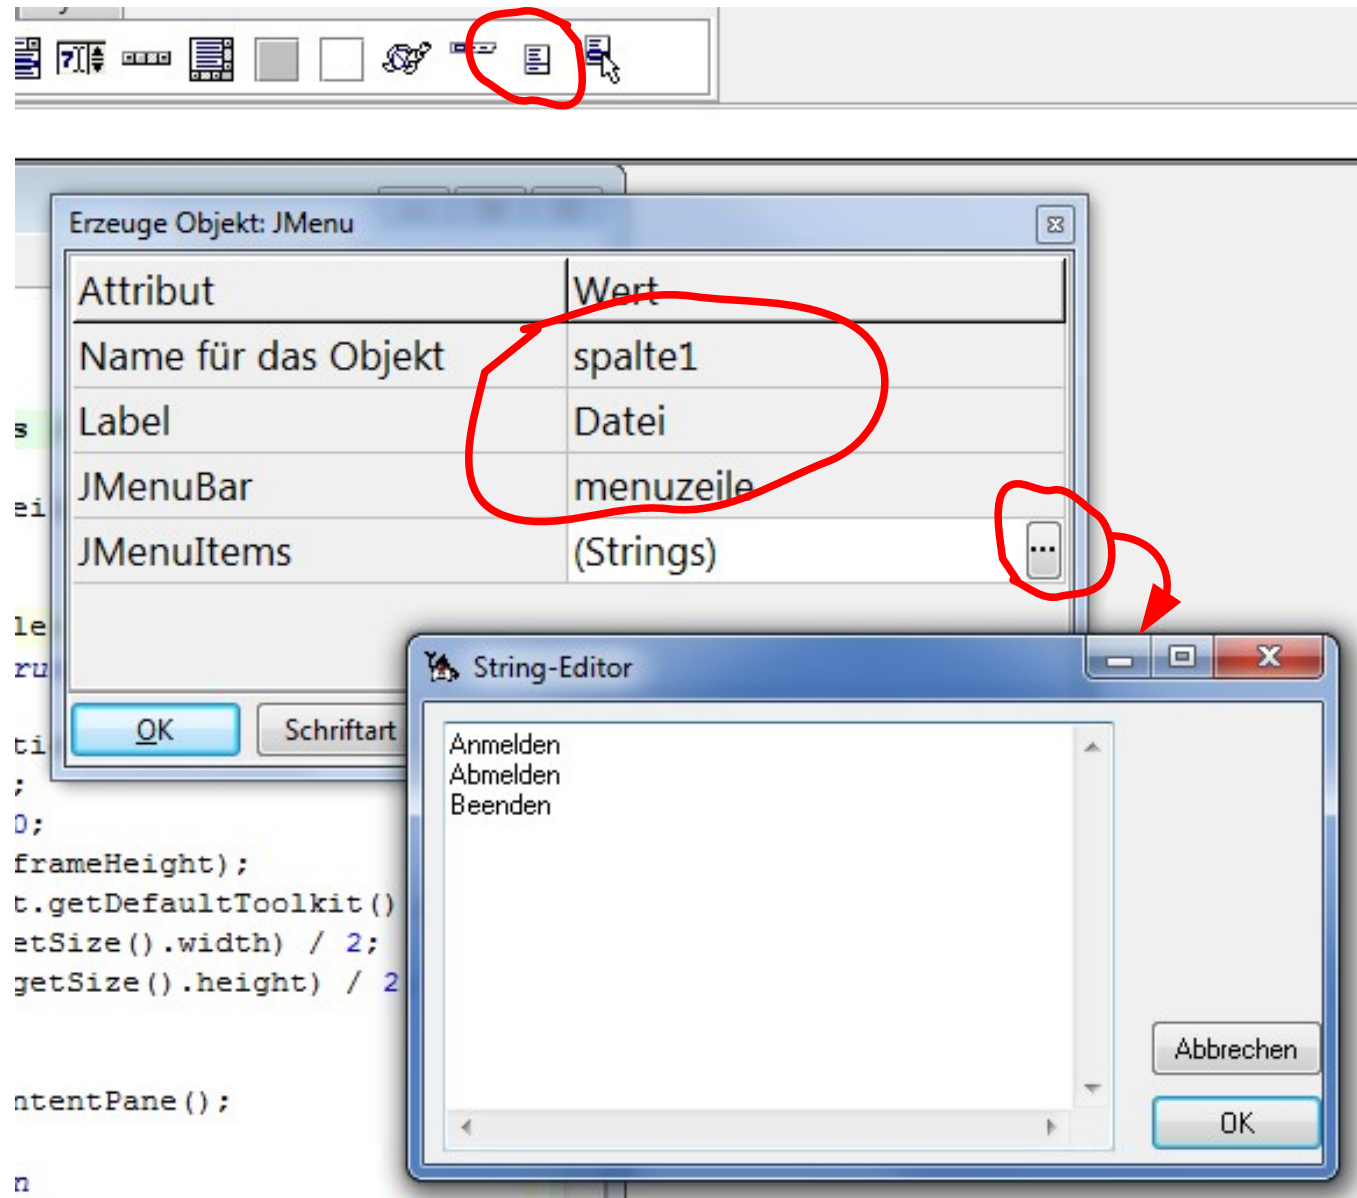 Erzeuge Objekt: JMenu
Attribut Wert
Name für das Objekt spalte1
Label Datei
JMenuBar menuzeile
JMenuItems (Strings) ...
OK Schriftart
String-Editor
Anmelden
Abmelden
Beenden
Abbrechen
OK
s
ei
le
ru
ti
;
0;
frameHeight);
t.getDefaultToolkit()
etSize().width) / 2;
getSize().height) / 2
ntentPane();
n